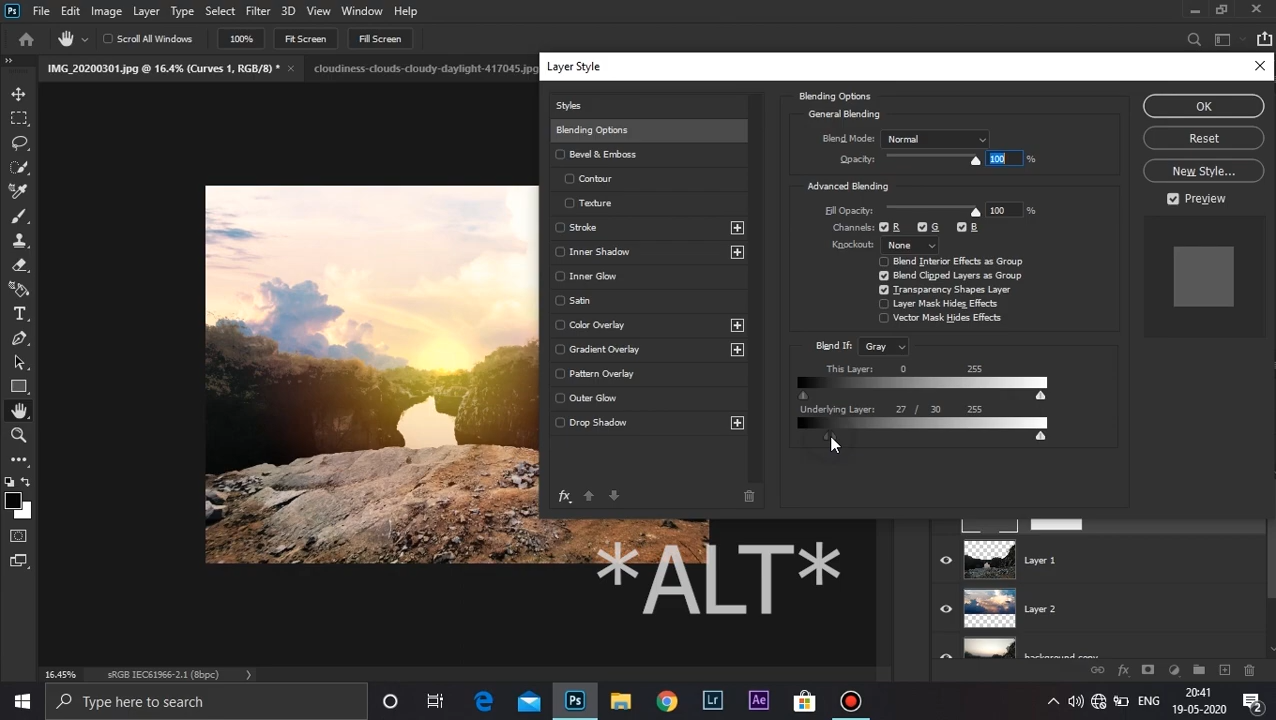 Ps File Edit Image Layer Type Select Filter 3D View Window Help
Scroll All Windows 100% Fit Screen Fill Screen
IMG_20200301.jpg @ 16.4% (Curves 1, RGB/8) * × cloudiness-clouds-cloudy-daylight-417045.jpg
Layer Style
Styles
Blending Options
Bevel & Emboss
Contour
Texture
Stroke
Inner Shadow
Inner Glow
Satin
Color Overlay
Gradient Overlay
Pattern Overlay
Outer Glow
Drop Shadow
fx
Blending Options
General Blending
Blend Mode: Normal
Opacity: 100 %
Advanced Blending
Fill Opacity: 100 %
Channels: R G B
Knockout: None
Blend Interior Effects as Group
Blend Clipped Layers as Group
Transparency Shapes Layer
Layer Mask Hides Effects
Vector Mask Hides Effects
Blend If: Gray
This Layer: 0 255
Underlying Layer: 27 / 30 255
OK
Reset
New Style...
Preview
*ALT*
Layer 1
Layer 2
background copy
fx
16.45% sRGB IEC61966-2.1 (8bpc)
Type here to search
Ps Lr Ae
ENG
20:41
19-05-2020
2